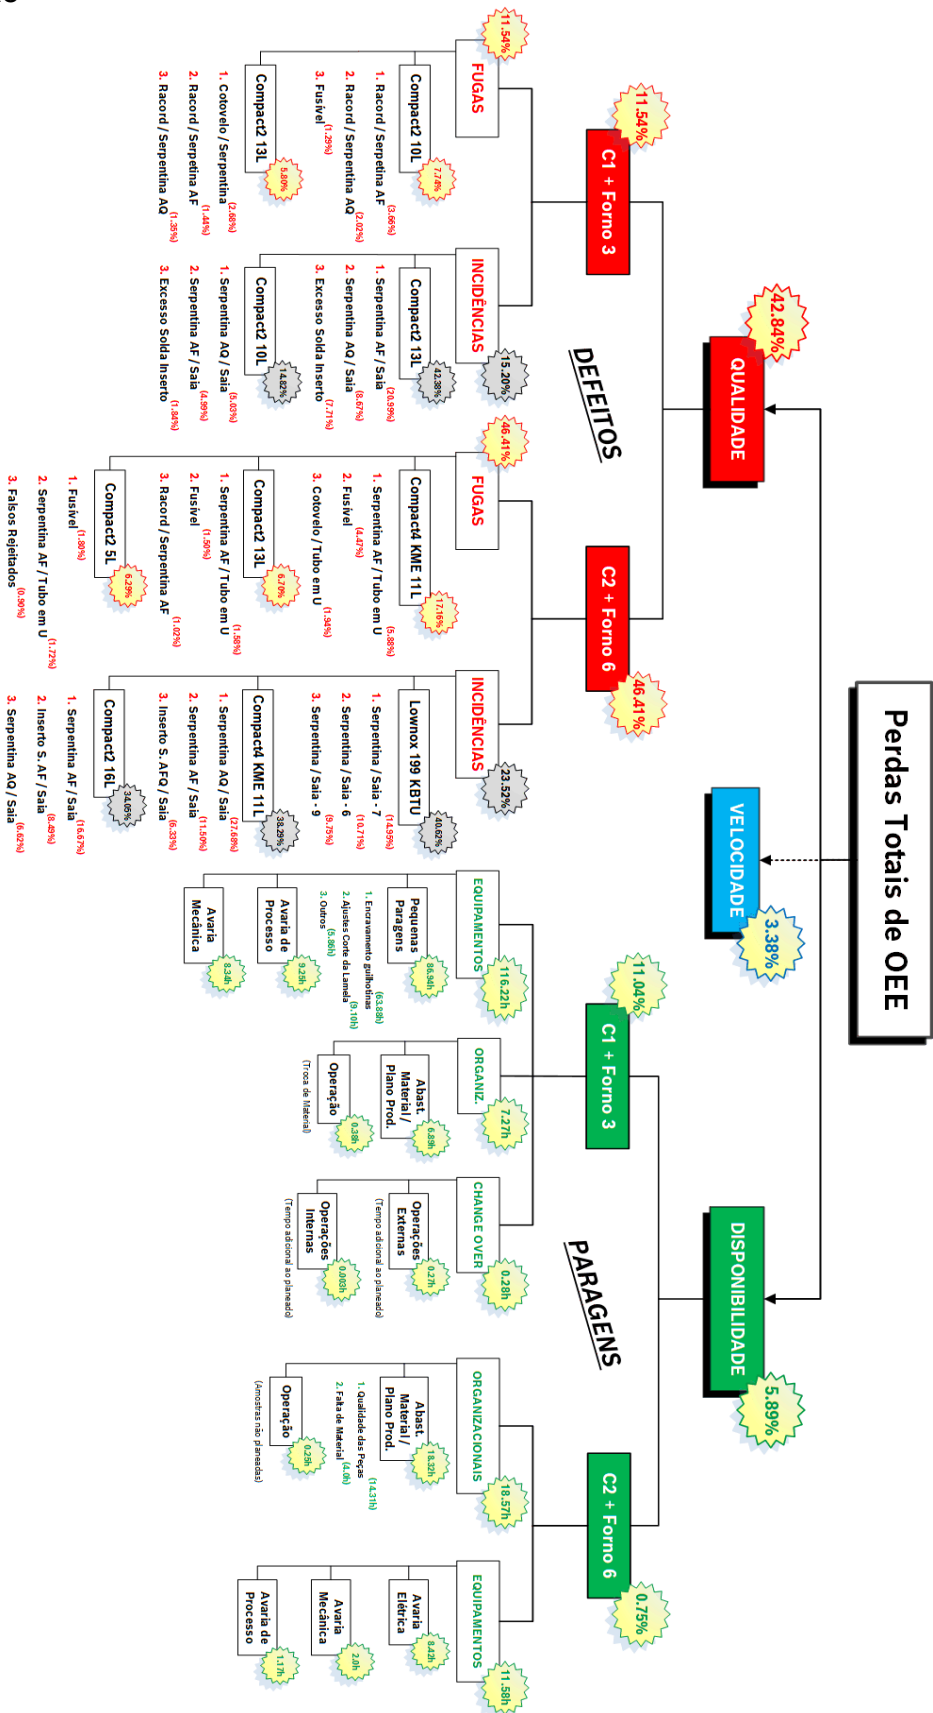 Perdas Totais de OEE
42.84%
QUALIDADE
VELOCIDADE
3.38%
DISPONIBILIDADE
5.89%
DEFEITOS
PARAGENS
11.54%
C1 + Forno 3
C2 + Forno 6
46.41%
11.04%
C1 + Forno 3
C2 + Forno 6
0.75%
11.54%
FUGAS
Compact2 10L
7.74%
1. Racord / Serpetina AF (3.66%)
2. Racord / Serpentina AQ (2.02%)
3. Fusível (1.29%)
Compact2 13L
5.80%
1. Cotovelo / Serpentina (2.68%)
2. Racord / Serpetina AF (1.44%)
3. Racord / Serpentina AQ (1.35%)
INCIDÊNCIAS
15.20%
Compact2 13L
42.38%
1. Serpentina AF / Saia (20.99%)
2. Serpentina AQ / Saia (8.67%)
3. Excesso Solda Inserto (7.71%)
Compact2 10L
14.82%
1. Serpentina AQ / Saia (5.03%)
2. Serpentina AF / Saia (4.99%)
3. Excesso Solda Inserto (1.84%)
46.41%
FUGAS
Compact4 KME 11L
17.16%
1. Serpentina AF / Tubo em U (5.88%)
2. Fusível (4.47%)
3. Cotovelo / Tubo em U (1.94%)
Compact2 13L
6.70%
1. Serpentina AF / Tubo em U (1.58%)
2. Fusível (1.50%)
3. Racord / Serpentina AF (1.02%)
Compact2 5L
6.29%
1. Fusível (1.80%)
2. Serpentina AF / Tubo em U (1.72%)
3. Falsos Rejeitados (0.90%)
INCIDÊNCIAS
23.52%
Lownox 199 KBTU
40.62%
1. Serpentina / Saia - 7 (14.95%)
2. Serpentina / Saia - 6 (10.71%)
3. Serpentina / Saia - 9 (9.75%)
Compact4 KME 11L
38.29%
1. Serpentina AQ / Saia (27.68%)
2. Serpentina AF / Saia (11.50%)
3. Inserto S. AFQ / Saia (6.33%)
Compact2 16L
34.05%
1. Serpentina AF / Saia (16.67%)
2. Inserto S. AF / Saia (8.49%)
3. Serpentina AQ / Saia (6.62%)
EQUIPAMENTOS
116.22h
Pequenas
Paragens
86.94h
1. Encravamento guilhotinas (63.88h)
2. Ajustes Corte da Lamela (9.10h)
3. Outros (5.86h)
Avaria de
Processo
9.25h
Avaria
Mecânica
8.34h
ORGANIZ.
7.27h
Abast.
Material /
Plano Prod.
6.89h
Operação
0.38h
(Troca de Material)
CHANGE OVER
0.28h
Operações
Externas
0.27h
(Tempo adicional ao planeado)
Operações
Internas
0.003h
(Tempo adicional ao planeado)
ORGANIZACIONAIS
18.57h
Abast.
Material /
Plano Prod.
18.32h
1. Qualidade das Peças (14.31h)
2. Falta de Material (4.0h)
Operação
0.25h
(Amostras não planeadas)
EQUIPAMENTOS
11.58h
Avaria
Elétrica
8.42h
Avaria
Mecânica
2.0h
Avaria de
Processo
1.17h